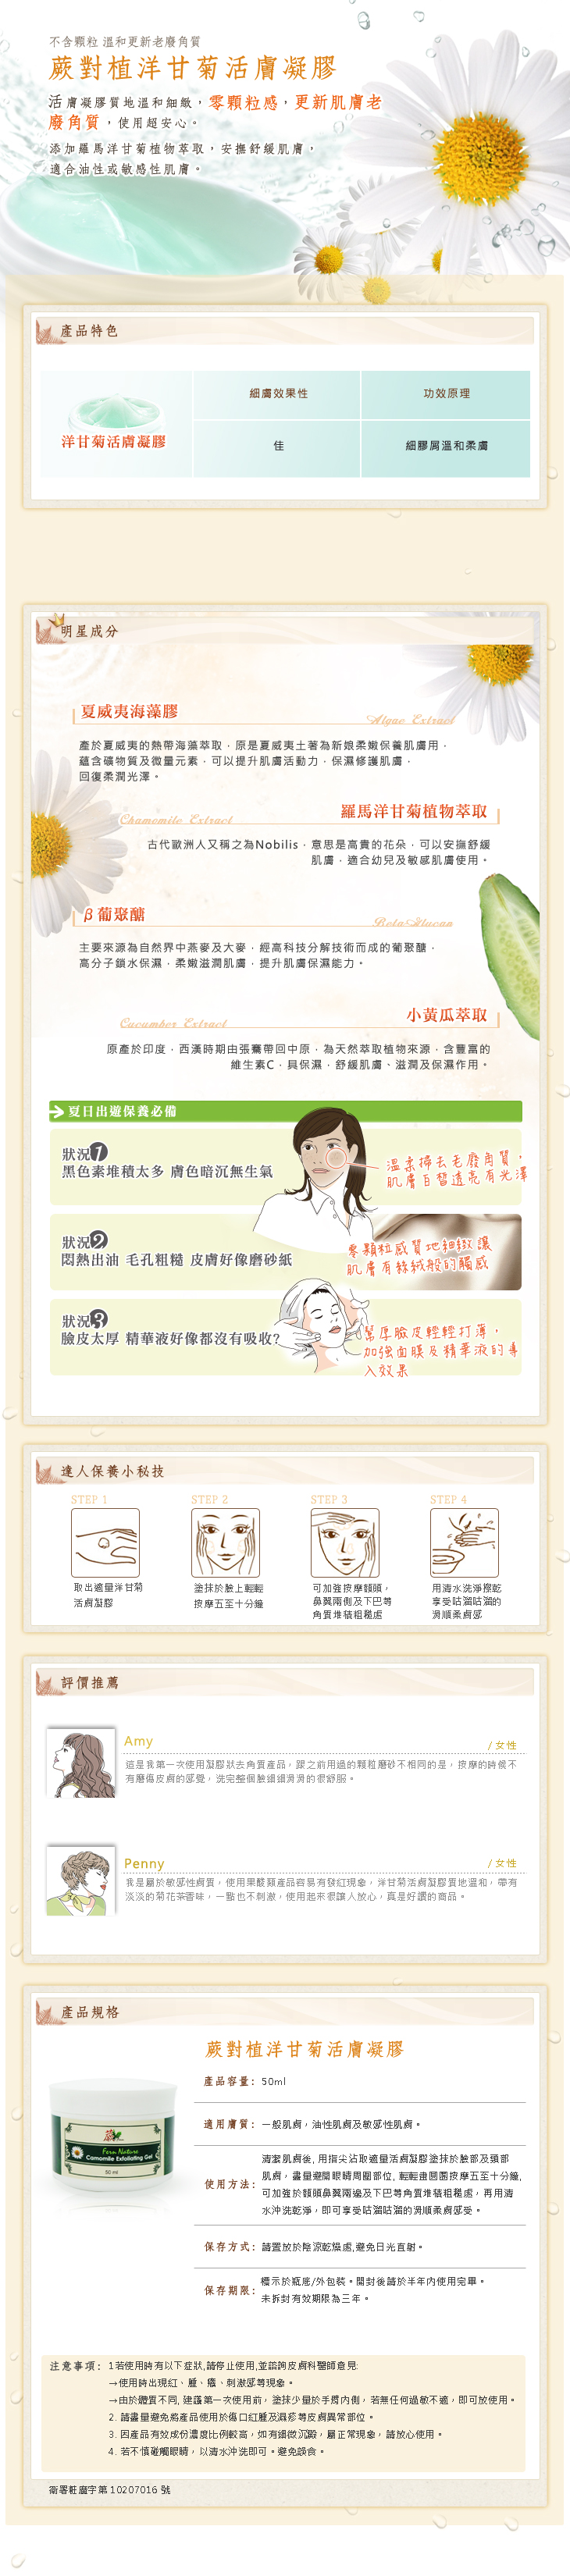 不含顆粒 溫和更新老廢角質
蕨對植洋甘菊活膚凝膠
活膚凝膠質地溫和細緻，零顆粒感，更新肌膚老
廢角質，使用超安心。
添加羅馬洋甘菊植物萃取，安撫舒緩肌膚，
適合油性或敏感性肌膚。
產品特色
細膚效果性
功效原理
洋甘菊活膚凝膠
佳
細膠屑溫和柔膚
明星成分
夏威夷海藻膠
Algae Extract
產於夏威夷的熱帶海藻萃取，原是夏威夷土著為新娘柔嫩保養肌膚用，
蘊含礦物質及微量元素，可以提升肌膚活動力，保濕修護肌膚，
回復柔潤光澤。
羅馬洋甘菊植物萃取
Chamemile Extract
古代歐洲人又稱之為Nobilis，意思是高貴的花朵，可以安撫舒緩
肌膚，適合幼兒及敏感肌膚使用。
β葡聚醣
Beta Glucan
主要來源為自然界中燕麥及大麥，經高科技分解技術而成的葡聚醣，
高分子鎖水保濕，柔嫩滋潤肌膚，提升肌膚保濕能力。
小黃瓜萃取
Cucumber Extract
原產於印度，西漢時期由張騫帶回中原，為天然萃取植物來源，含豐富的
維生素C，具保濕，舒緩肌膚、滋潤及保濕作用。
夏日出遊保養必備
狀況1
黑色素堆積太多 膚色暗沉無生氣
溫柔掃去老廢角質，
肌膚白皙透亮有光澤
狀況2
悶熱出油 毛孔粗糙 皮膚好像磨砂紙
零顆粒感質地細緻讓
肌膚有絲絨般的觸感
狀況3
臉皮太厚 精華液好像都沒有吸收?
幫厚臉皮輕輕打薄，
加強面膜及精華液的導
入效果
達人保養小秘技
STEP 1
STEP 2
STEP 3
STEP 4
取出適量洋甘菊
活膚凝膠
塗抹於臉上輕輕
按摩五至十分鐘
可加強按摩額頭，
鼻翼兩側及下巴等
角質堆積粗糙處
用清水洗淨擦乾
享受咕溜咕溜的
滑順柔膚感
評價推薦
Amy
/ 女性
這是我第一次使用凝膠狀去角質產品，跟之前用過的顆粒磨砂不相同的是，按摩的時候不
有磨傷皮膚的感覺，洗完整個臉細細滑滑的很舒服。
Penny
/ 女性
我是屬於敏感性膚質，使用果酸類產品容易有發紅現象，洋甘菊活膚凝膠質地溫和，帶有
淡淡的菊花茶香味，一點也不刺激，使用起來很讓人放心，真是好讚的商品。
產品規格
蕨對植洋甘菊活膚凝膠
Fern Nature
Camomile Exfoliating Gel
50 ml
產品容量: 50ml
適用膚質: 一般肌膚，油性肌膚及敏感性肌膚。
使用方法: 清潔肌膚後, 用指尖沾取適量活膚凝膠塗抹於臉部及頸部
肌膚，盡量避開眼睛周圍部位, 輕輕畫圓圈按摩五至十分鐘,
可加強於額頭鼻翼兩邊及下巴等角質堆積粗糙處，再用清
水沖洗乾淨，即可享受咕溜咕溜的滑順柔膚感受。
保存方式: 請置放於陰涼乾燥處,避免日光直射。
保存期限: 標示於瓶底/外包裝。開封後請於半年內使用完畢。
未拆封有效期限為三年。
注意事項: 1若使用時有以下症狀,請停止使用,並諮詢皮膚科醫師意見:
→使用時出現紅、腫、癢、刺激感等現象。
→由於體質不同, 建議第一次使用前，塗抹少量於手臂內側，若無任何過敏不適，即可放使用。
2. 請盡量避免將產品使用於傷口紅腫及濕疹等皮膚異常部位。
3. 因產品有效成份濃度比例較高，如有細微沉澱，屬正常現象，請放心使用。
4. 若不慎碰觸眼睛，以清水沖洗即可。避免誤食。
衛署粧廣字第 10207016 號